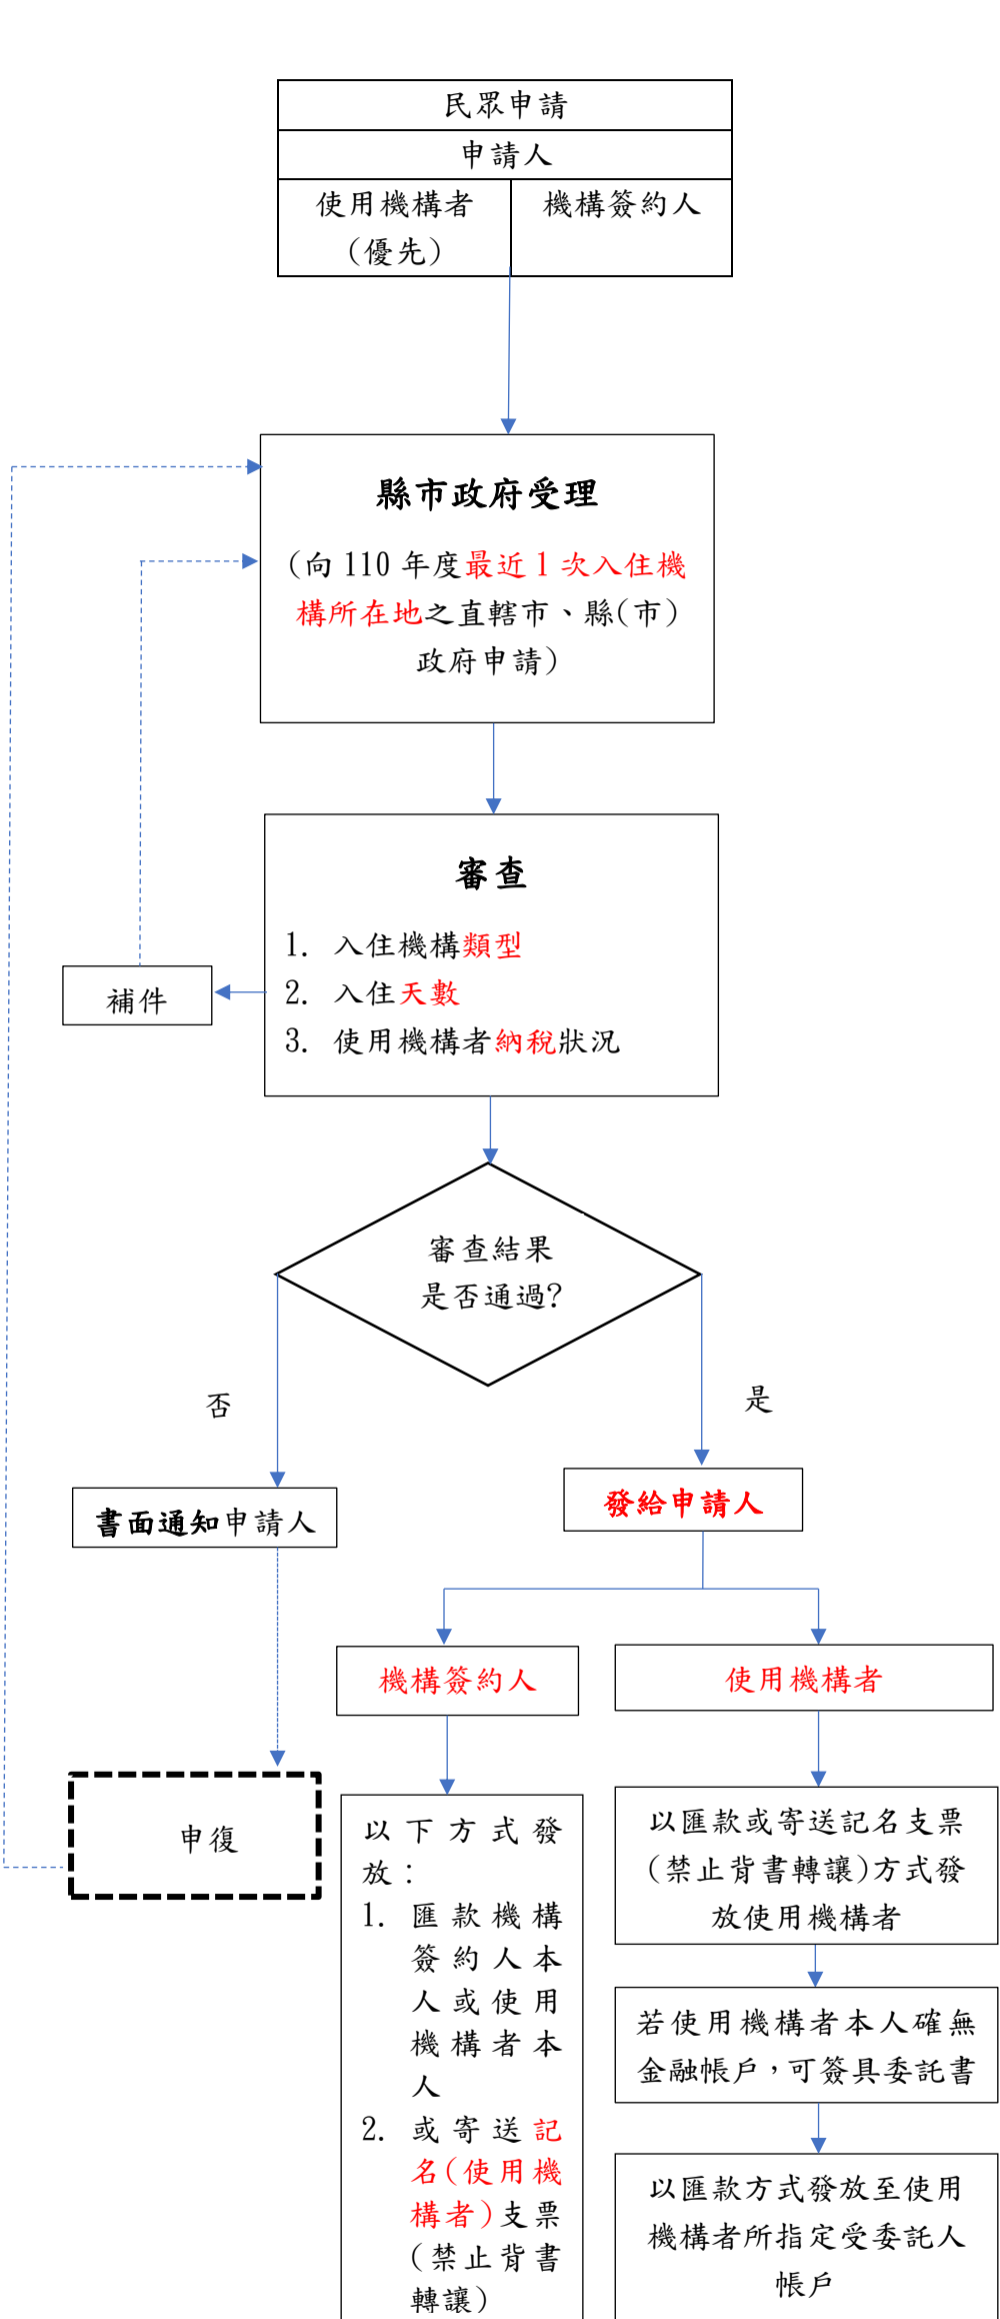 民眾申請
申請人
使用機構者
(優先)
機構簽約人
縣市政府受理
(向 110 年度最近 1 次入住機
構所在地之直轄市、縣(市)
政府申請)
審查
1. 入住機構類型
2. 入住天數
3. 使用機構者納稅狀況
補件
審查結果
是否通過?
否
是
書面通知申請人
發給申請人
機構簽約人
使用機構者
申復
以下方式發
放：
1. 匯款機構
簽約人本
人或使用
機構者本
人
2. 或寄送記
名(使用機
構者)支票
(禁止背書
轉讓)
以匯款或寄送記名支票
(禁止背書轉讓)方式發
放使用機構者
若使用機構者本人確無
金融帳戶，可簽具委託書
以匯款方式發放至使用
機構者所指定受委託人
帳戶